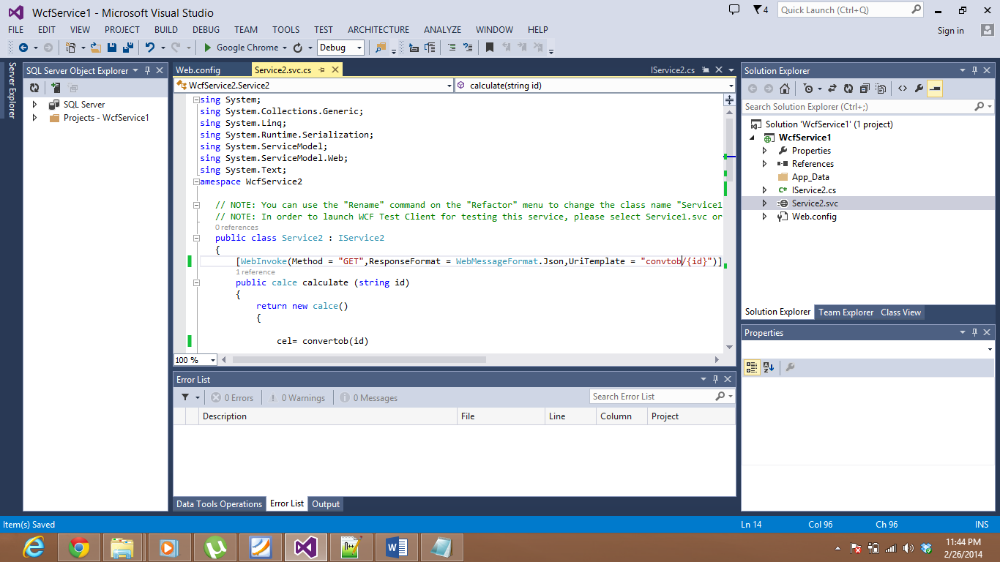 WcfService1 - Microsoft Visual Studio
4
Quick Launch (Ctrl+Q)
FILE EDIT VIEW PROJECT BUILD DEBUG TEAM TOOLS TEST ARCHITECTURE ANALYZE WINDOW HELP
Sign in
Google Chrome
Debug
Server Explorer
SQL Server Object Explorer
SQL Server
Projects - WcfService1
Web.config
Service2.svc.cs
IService2.cs
WcfService2.Service2
calculate(string id)
sing System;
sing System.Collections.Generic;
sing System.Linq;
sing System.Runtime.Serialization;
sing System.ServiceModel;
sing System.ServiceModel.Web;
sing System.Text;
amespace WcfService2
// NOTE: You can use the "Rename" command on the "Refactor" menu to change the class name "Service1
// NOTE: In order to launch WCF Test Client for testing this service, please select Service1.svc or
0 references
public class Service2 : IService2
{
[WebInvoke(Method = "GET",ResponseFormat = WebMessageFormat.Json,UriTemplate = "convtob/{id}")]
1 reference
public calce calculate (string id)
{
return new calce()
{
cel= convertob(id)
100 %
Error List
0 Errors
0 Warnings
0 Messages
Search Error List
Description File Line Column Project
Data Tools Operations Error List Output
Solution Explorer
Search Solution Explorer (Ctrl+;)
Solution 'WcfService1' (1 project)
WcfService1
Properties
References
App_Data
C# IService2.cs
Service2.svc
Web.config
Solution Explorer Team Explorer Class View
Properties
Item(s) Saved
Ln 14 Col 96 Ch 96 INS
11:44 PM
2/26/2014